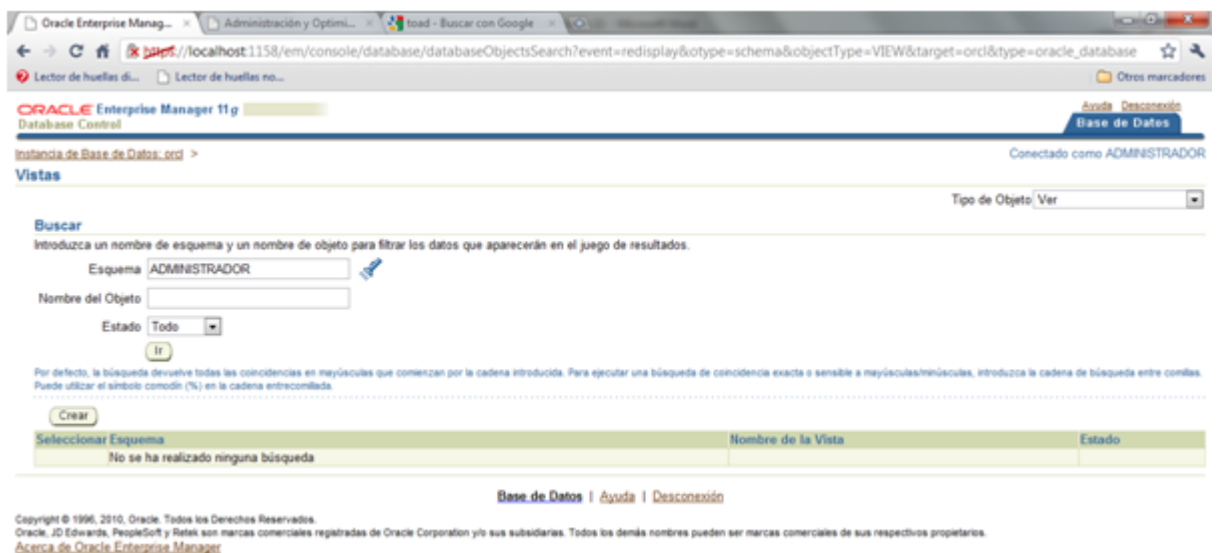 Oracle Enterprise Manag... Administración y Optimi... toad - Buscar con Google
https://localhost:1158/em/console/database/databaseObjectsSearch?event=redisplay&otype=schema&objectType=VIEW&target=orcl&type=oracle_database
Lector de huellas di... Lector de huellas no... Otros marcadores
ORACLE Enterprise Manager 11g
Database Control
Ayuda Desconexión
Base de Datos
Instancia de Base de Datos: orcl >
Conectado como ADMINISTRADOR
Vistas
Tipo de Objeto Ver
Buscar
Introduzca un nombre de esquema y un nombre de objeto para filtrar los datos que aparecerán en el juego de resultados.
Esquema ADMINISTRADOR
Nombre del Objeto
Estado Todo
Ir
Por defecto, la búsqueda devuelve todas las coincidencias en mayúsculas que comienzan por la cadena introducida. Para ejecutar una búsqueda de coincidencia exacta o sensible a mayúsculas/minúsculas, introduzca la cadena de búsqueda entre comillas.
Puede utilizar el símbolo comodín (%) en la cadena entrecomillada.
Crear
Seleccionar Esquema Nombre de la Vista Estado
No se ha realizado ninguna búsqueda
Base de Datos | Ayuda | Desconexión
Copyright © 1996, 2010, Oracle. Todos los Derechos Reservados.
Oracle, JD Edwards, PeopleSoft y Retek son marcas comerciales registradas de Oracle Corporation y/o sus subsidiarias. Todos los demás nombres pueden ser marcas comerciales de sus respectivos propietarios.
Acerca de Oracle Enterprise Manager